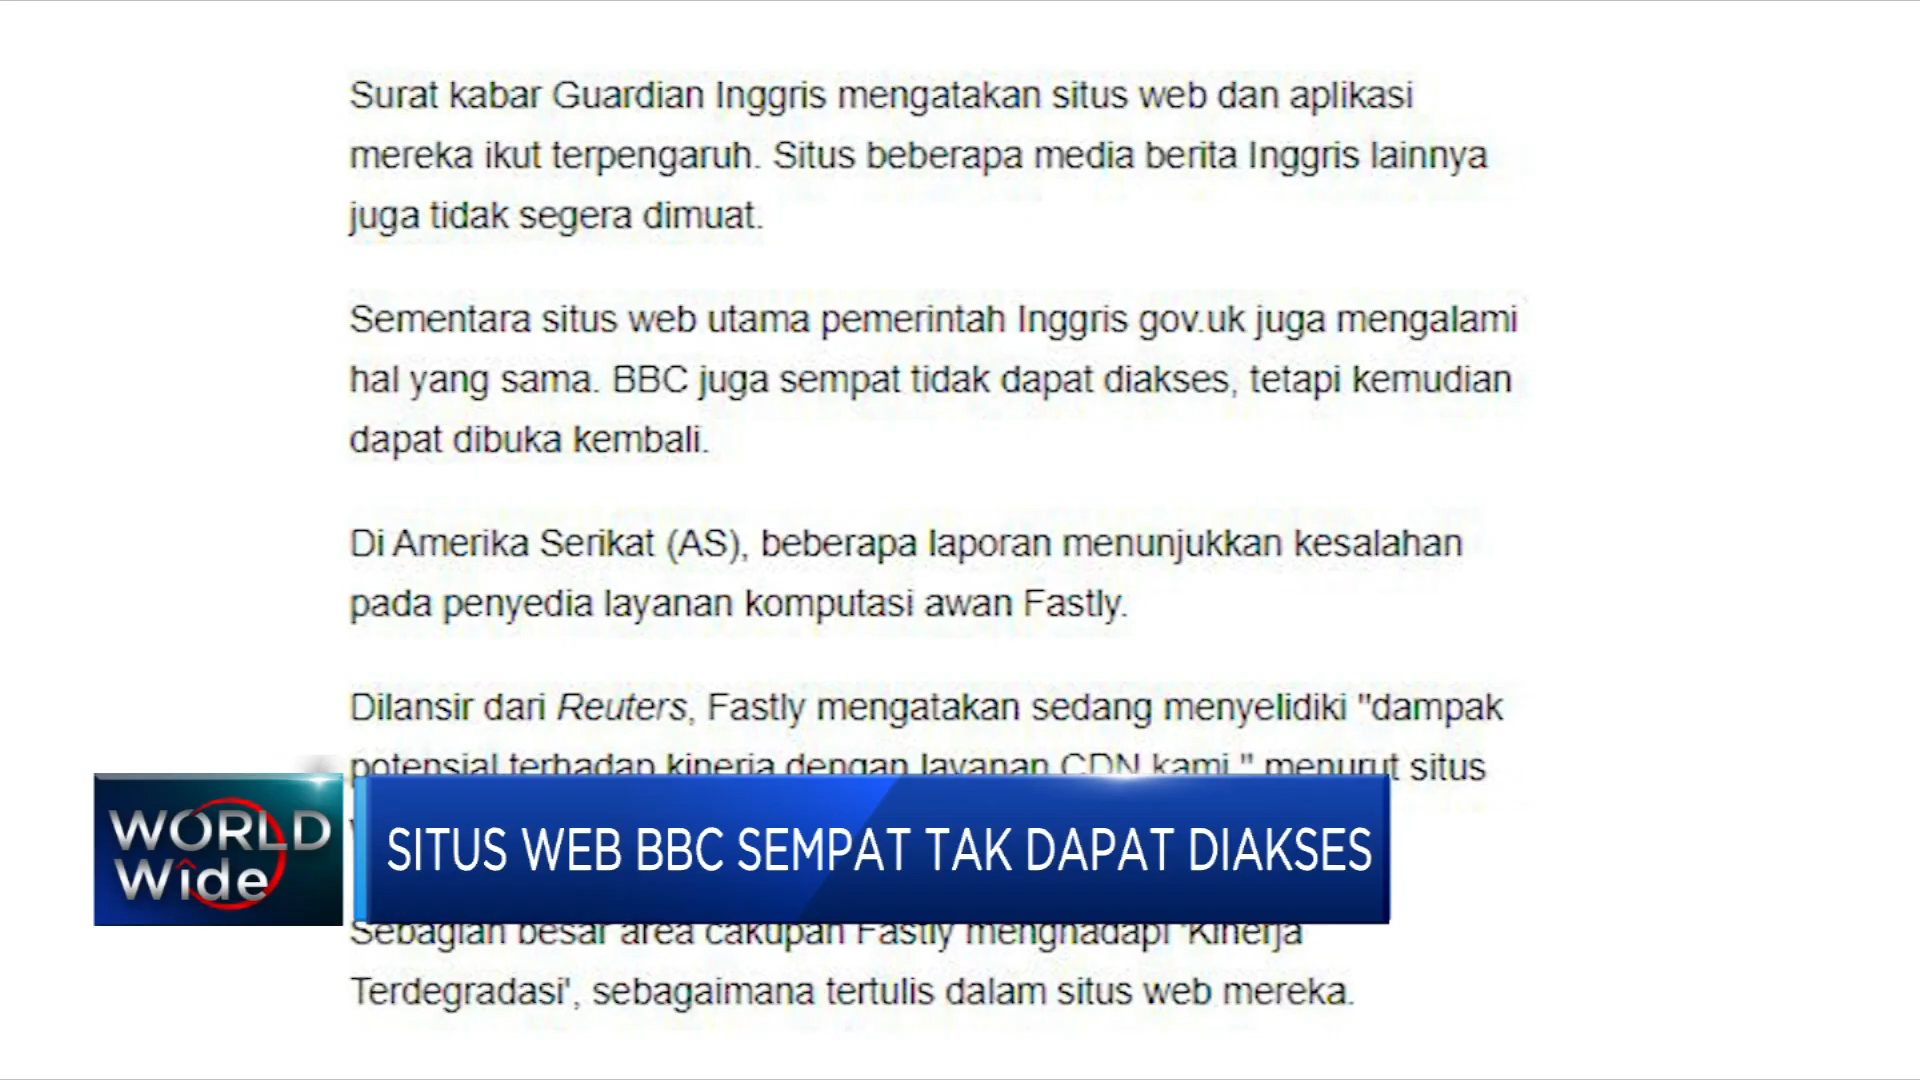 Surat kabar Guardian Inggris mengatakan situs web dan aplikasi
mereka ikut terpengaruh. Situs beberapa media berita Inggris lainnya
juga tidak segera dimuat.
Sementara situs web utama pemerintah Inggris gov.uk juga mengalami
hal yang sama. BBC juga sempat tidak dapat diakses, tetapi kemudian
dapat dibuka kembali.
Di Amerika Serikat (AS), beberapa laporan menunjukkan kesalahan
pada penyedia layanan komputasi awan Fastly.
Dilansir dari Reuters, Fastly mengatakan sedang menyelidiki "dampak
potensial terhadap kinerja dengan layanan CDN kami," menurut situs
WORLD
Wide
SITUS WEB BBC SEMPAT TAK DAPAT DIAKSES
Sebagian besar area cakupan Fastly menghadapi 'Kinerja
Terdegradasi', sebagaimana tertulis dalam situs web mereka.